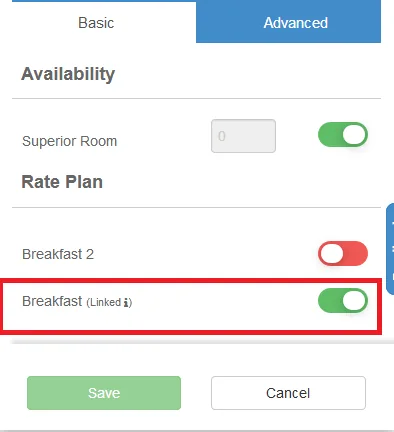 Basic Advanced
Availability
Superior Room 0
Rate Plan
Breakfast 2
Breakfast (Linked i)
Save Cancel